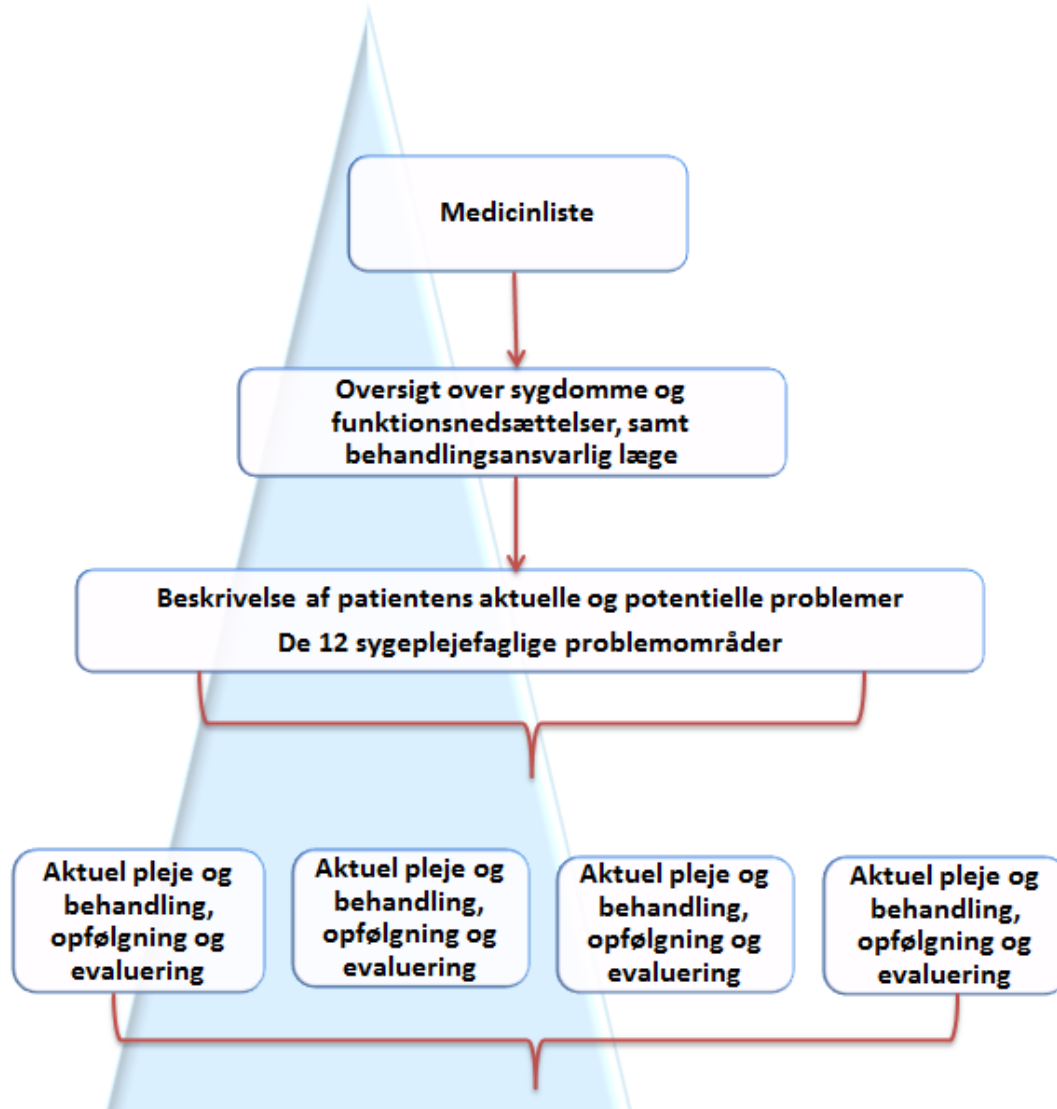 Medicinliste
Oversigt over sygdomme og
funktionsnedsættelser, samt
behandlingsansvarlig læge
Beskrivelse af patientens aktuelle og potentielle problemer
De 12 sygeplejefaglige problemområder
Aktuel pleje og
behandling,
opfølgning og
evaluering
Aktuel pleje og
behandling,
opfølgning og
evaluering
Aktuel pleje og
behandling,
opfølgning og
evaluering
Aktuel pleje og
behandling,
opfølgning og
evaluering